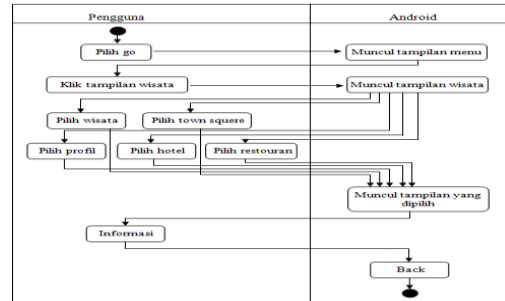 Pengguna
Android
Pilih go
Muncul tampilan menu
Klik tampilan wisata
Muncul tampilan wisata
Pilih wisata
Pilih town squere
Pilih profil
Pilih hotel
Pilih restouran
Muncul tampilan yang
dipilih
Informasi
Back